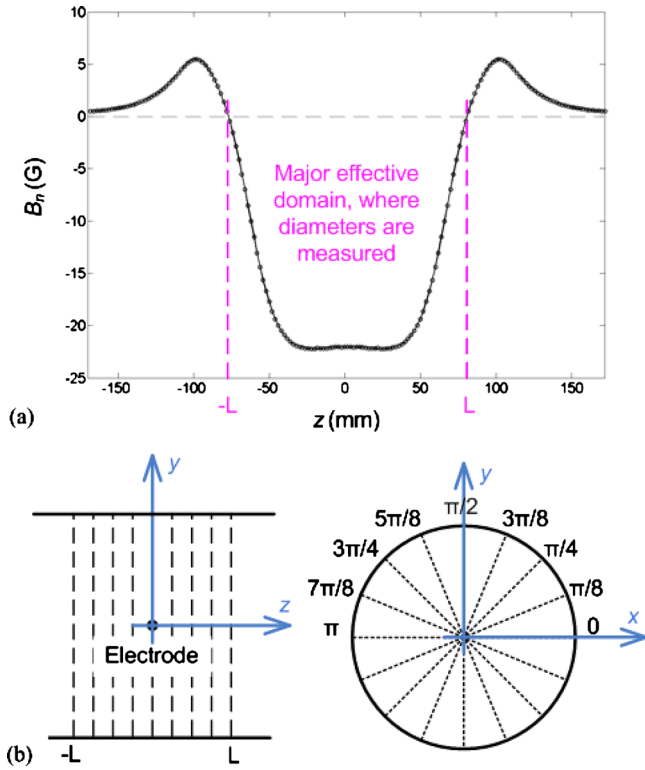 10
5
0
-5
-10
-15
-20
-25
Bn (G)
Major effective
domain, where
diameters are
measured
-150 -100 -50 0 50 100 150
-L L
z (mm)
(a)
y
z
Electrode
-L L
(b)
y
π/2
5π/8 3π/8
3π/4 π/4
7π/8 π/8
π 0 x